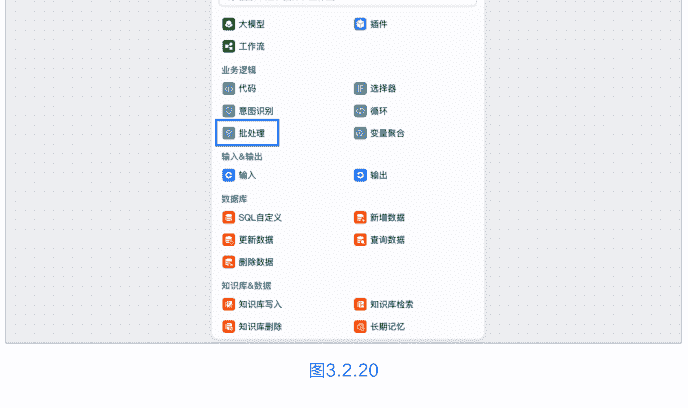 大模型 插件
工作流
业务逻辑
代码 选择器
意图识别 循环
批处理 变量聚合
输入&输出
输入 输出
数据库
SQL自定义 新增数据
更新数据 查询数据
删除数据
知识库&数据
知识库写入 知识库检索
知识库删除 长期记忆
图3.2.20